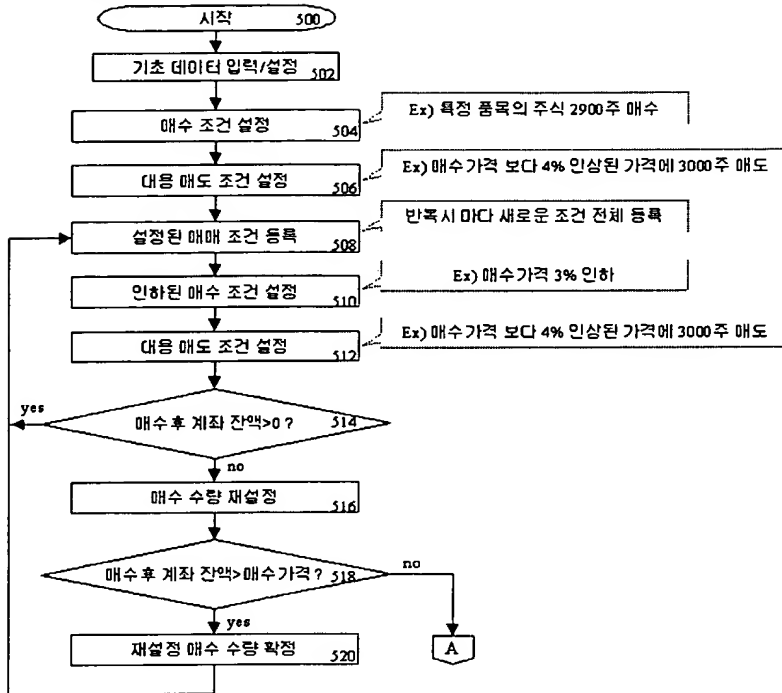 시작 500
기초 데이터 입력/설정 502
매수 조건 설정 504
Ex) 특정 품목의 주식 2900주 매수
대응 매도 조건 설정 506
Ex) 매수가격 보다 4% 인상된 가격에 3000주 매도
설정된 매매 조건 등록 508
반복시 마다 새로운 조건 전체 등록
인하된 매수 조건 설정 510
Ex) 매수가격 3% 인하
대응 매도 조건 설정 512
Ex) 매수가격 보다 4% 인상된 가격에 3000주 매도
yes
매수후 계좌 잔액>0 ? 514
no
매수 수량 재설정 516
매수후 계좌 잔액>매수가격 ? 518
no
yes
재설정 매수 수량 확정 520
A